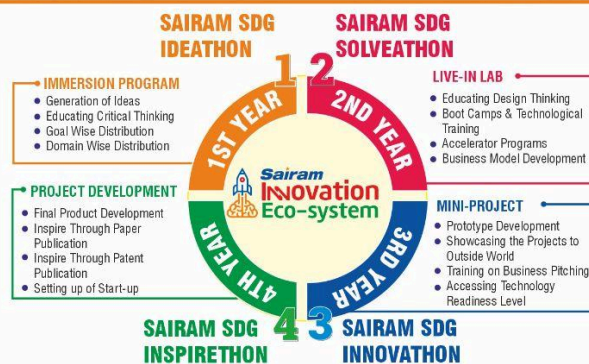 SAIRAM SDG
IDEATHON
1
1ST YEAR
IMMERSION PROGRAM
Generation of Ideas
Educating Critical Thinking
Goal Wise Distribution
Domain Wise Distribution
SAIRAM SDG
SOLVEATHON
2
2ND YEAR
LIVE-IN LAB
Educating Design Thinking
Boot Camps & Technological
Training
Accelerator Programs
Business Model Development
Sairam
Innovation
Eco-system
MINI-PROJECT
Prototype Development
Showcasing the Projects to
Outside World
Training on Business Pitching
Accessing Technology
Readiness Level
3RD YEAR
3
SAIRAM SDG
INNOVATHON
PROJECT DEVELOPMENT
Final Product Development
Inspire Through Paper
Publication
Inspire Through Patent
Publication
Setting up of Start-up
4TH YEAR
4
SAIRAM SDG
INSPIRETHON